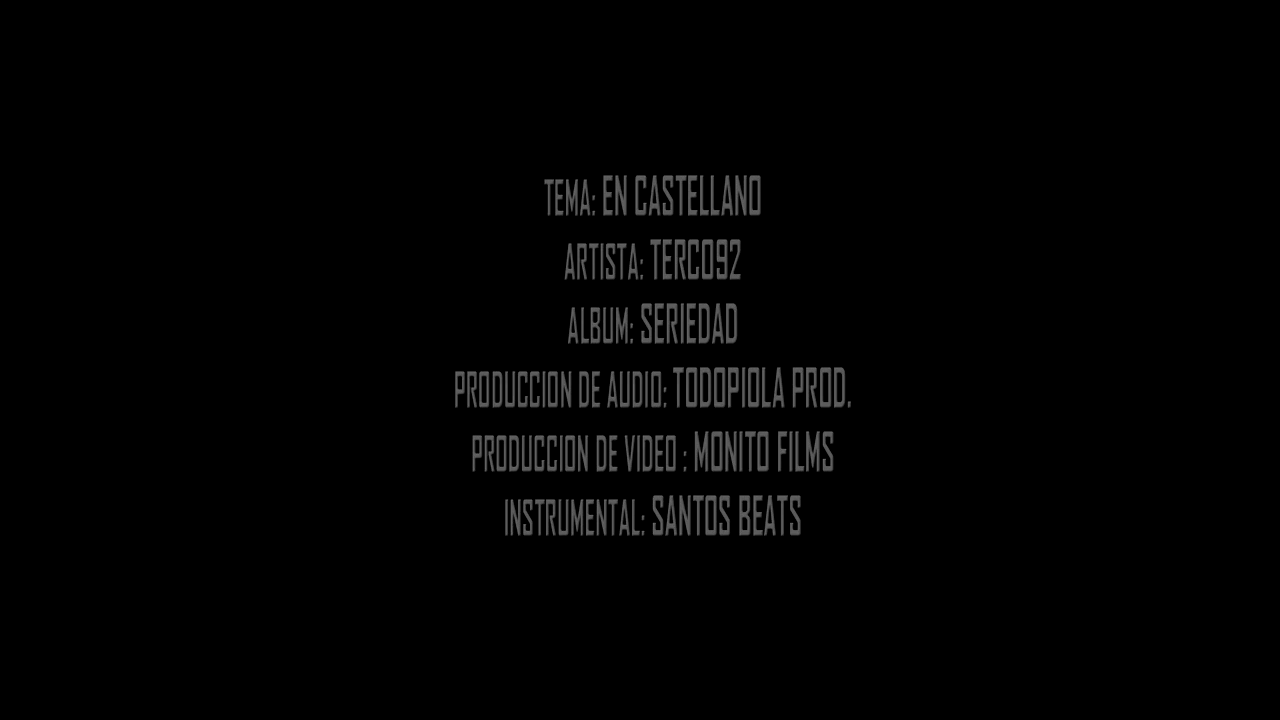 TEMA: EN CASTELLANO
ARTISTA: TERCO92
ALBUM: SERIEDAD
PRODUCCION DE AUDIO: TODOPIOLA PROD.
PRODUCCION DE VIDEO : MONITO FILMS
INSTRUMENTAL: SANTOS BEATS